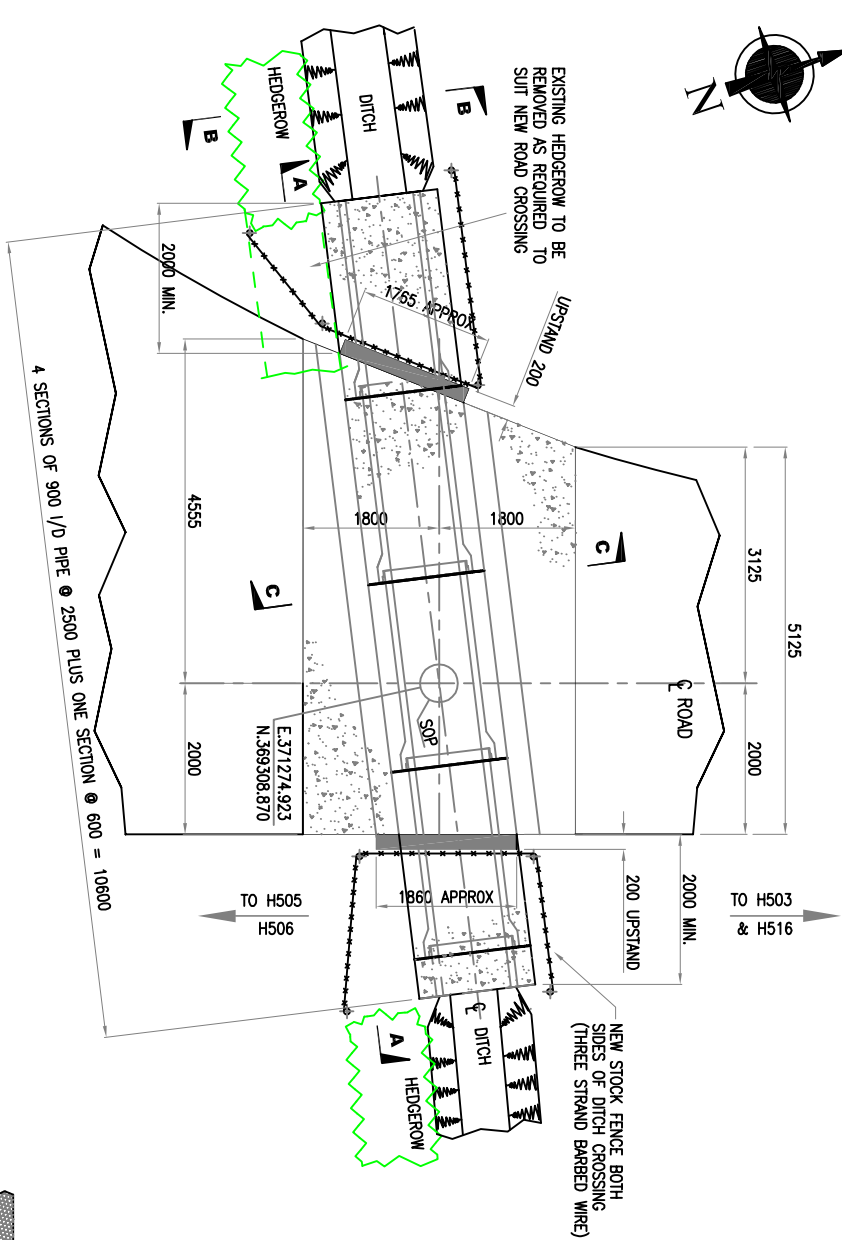 N
EXISTING HEDGEROW TO BE
REMOVED AS REQUIRED TO
SUIT NEW ROAD CROSSING
HEDGEROW
DITCH
B
B
A
2000 MIN.
1765 APPROX
UPSTAND 200
4555
1800
1800
C
C
3125
5125
℄ ROAD
2000
2000
SOP
E.371274.923
N.369308.870
4 SECTIONS OF 900 I/D PIPE @ 2500 PLUS ONE SECTION @ 600 = 10600
TO H505
H506
1860 APPROX
200 UPSTAND
2000 MIN.
TO H503
& H516
NEW STOCK FENCE BOTH
SIDES OF DITCH CROSSING
(THREE STRAND BARBED WIRE)
℄ DITCH
A
HEDGEROW